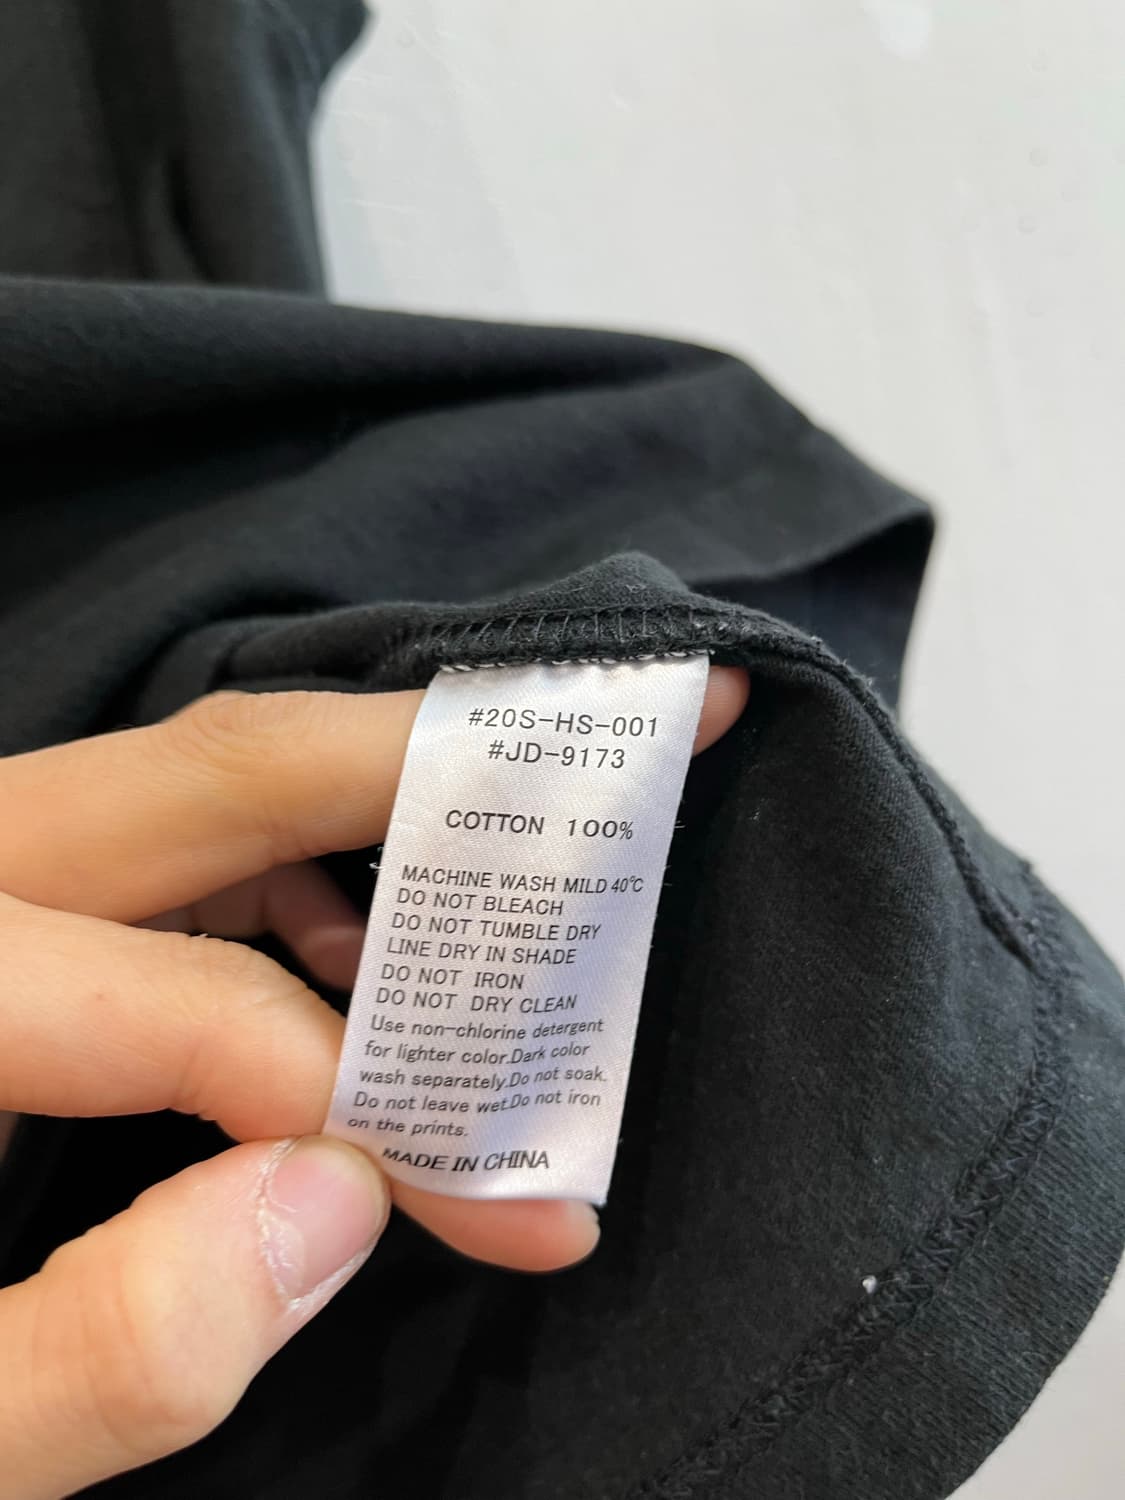 #20S-HS-001
#JD-9173
COTTON 100%
MACHINE WASH MILD 40℃
DO NOT BLEACH
DO NOT TUMBLE DRY
LINE DRY IN SHADE
DO NOT IRON
DO NOT DRY CLEAN
Use non-chlorine detergent
for lighter color.Dark color
wash separately.Do not soak.
Do not leave wet.Do not iron
on the prints.
MADE IN CHINA